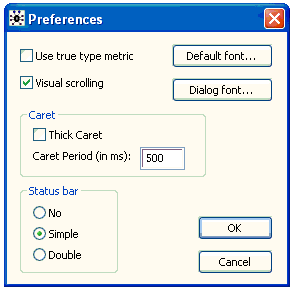 Preferences
Use true type metric
Default font...
Visual scrolling
Dialog font...
Caret
Thick Caret
Caret Period (in ms): 500
Status bar
No
Simple
OK
Double
Cancel